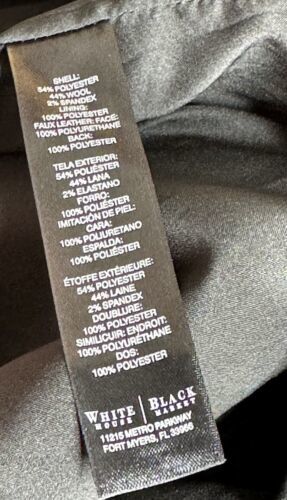 SHELL:
54% POLYESTER
44% WOOL
2% SPANDEX
LINING:
100% POLYESTER
FAUX LEATHER: FACE:
100% POLYURETHANE
BACK:
100% POLYESTER
TELA EXTERIOR:
54% POLIÉSTER
44% LANA
2% ELASTANO
FORRO:
100% POLIÉSTER
IMITACIÓN DE PIEL:
CARA:
100% POLIURETANO
ESPALDA:
100% POLIÉSTER
ÉTOFFE EXTÉRIEURE:
54% POLYESTER
44% LAINE
2% SPANDEX
DOUBLURE:
100% POLYESTER
SIMILICUIR: ENDROIT:
100% POLYURÉTHANE
DOS:
100% POLYESTER
WHITE | BLACK
HOUSE | MARKET
11215 METRO PARKWAY
FORT MYERS, FL 33966